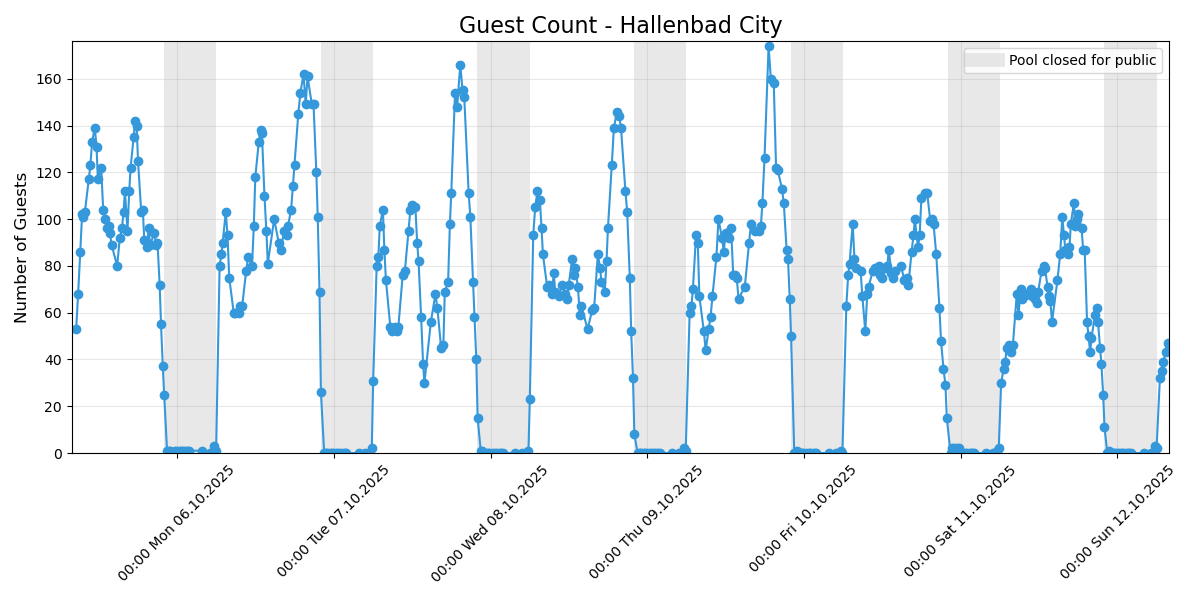 Guest Count - Hallenbad City
Pool closed for public
Number of Guests
160
140
120
100
80
60
40
20
0
00:00 Mon 06.10.2025
00:00 Tue 07.10.2025
00:00 Wed 08.10.2025
00:00 Thu 09.10.2025
00:00 Fri 10.10.2025
00:00 Sat 11.10.2025
00:00 Sun 12.10.2025